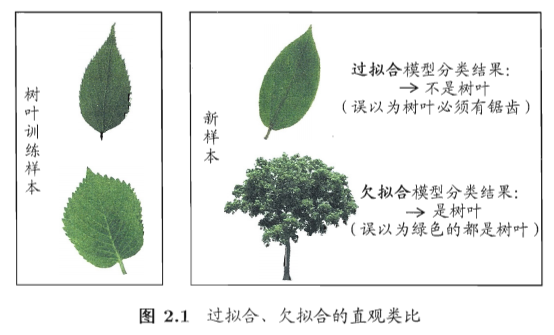 树叶训练样本
新样本
过拟合模型分类结果:
→ 不是树叶
(误以为树叶必须有锯齿)
欠拟合模型分类结果:
→ 是树叶
(误以为绿色的都是树叶)
图 2.1 过拟合、欠拟合的直观类比